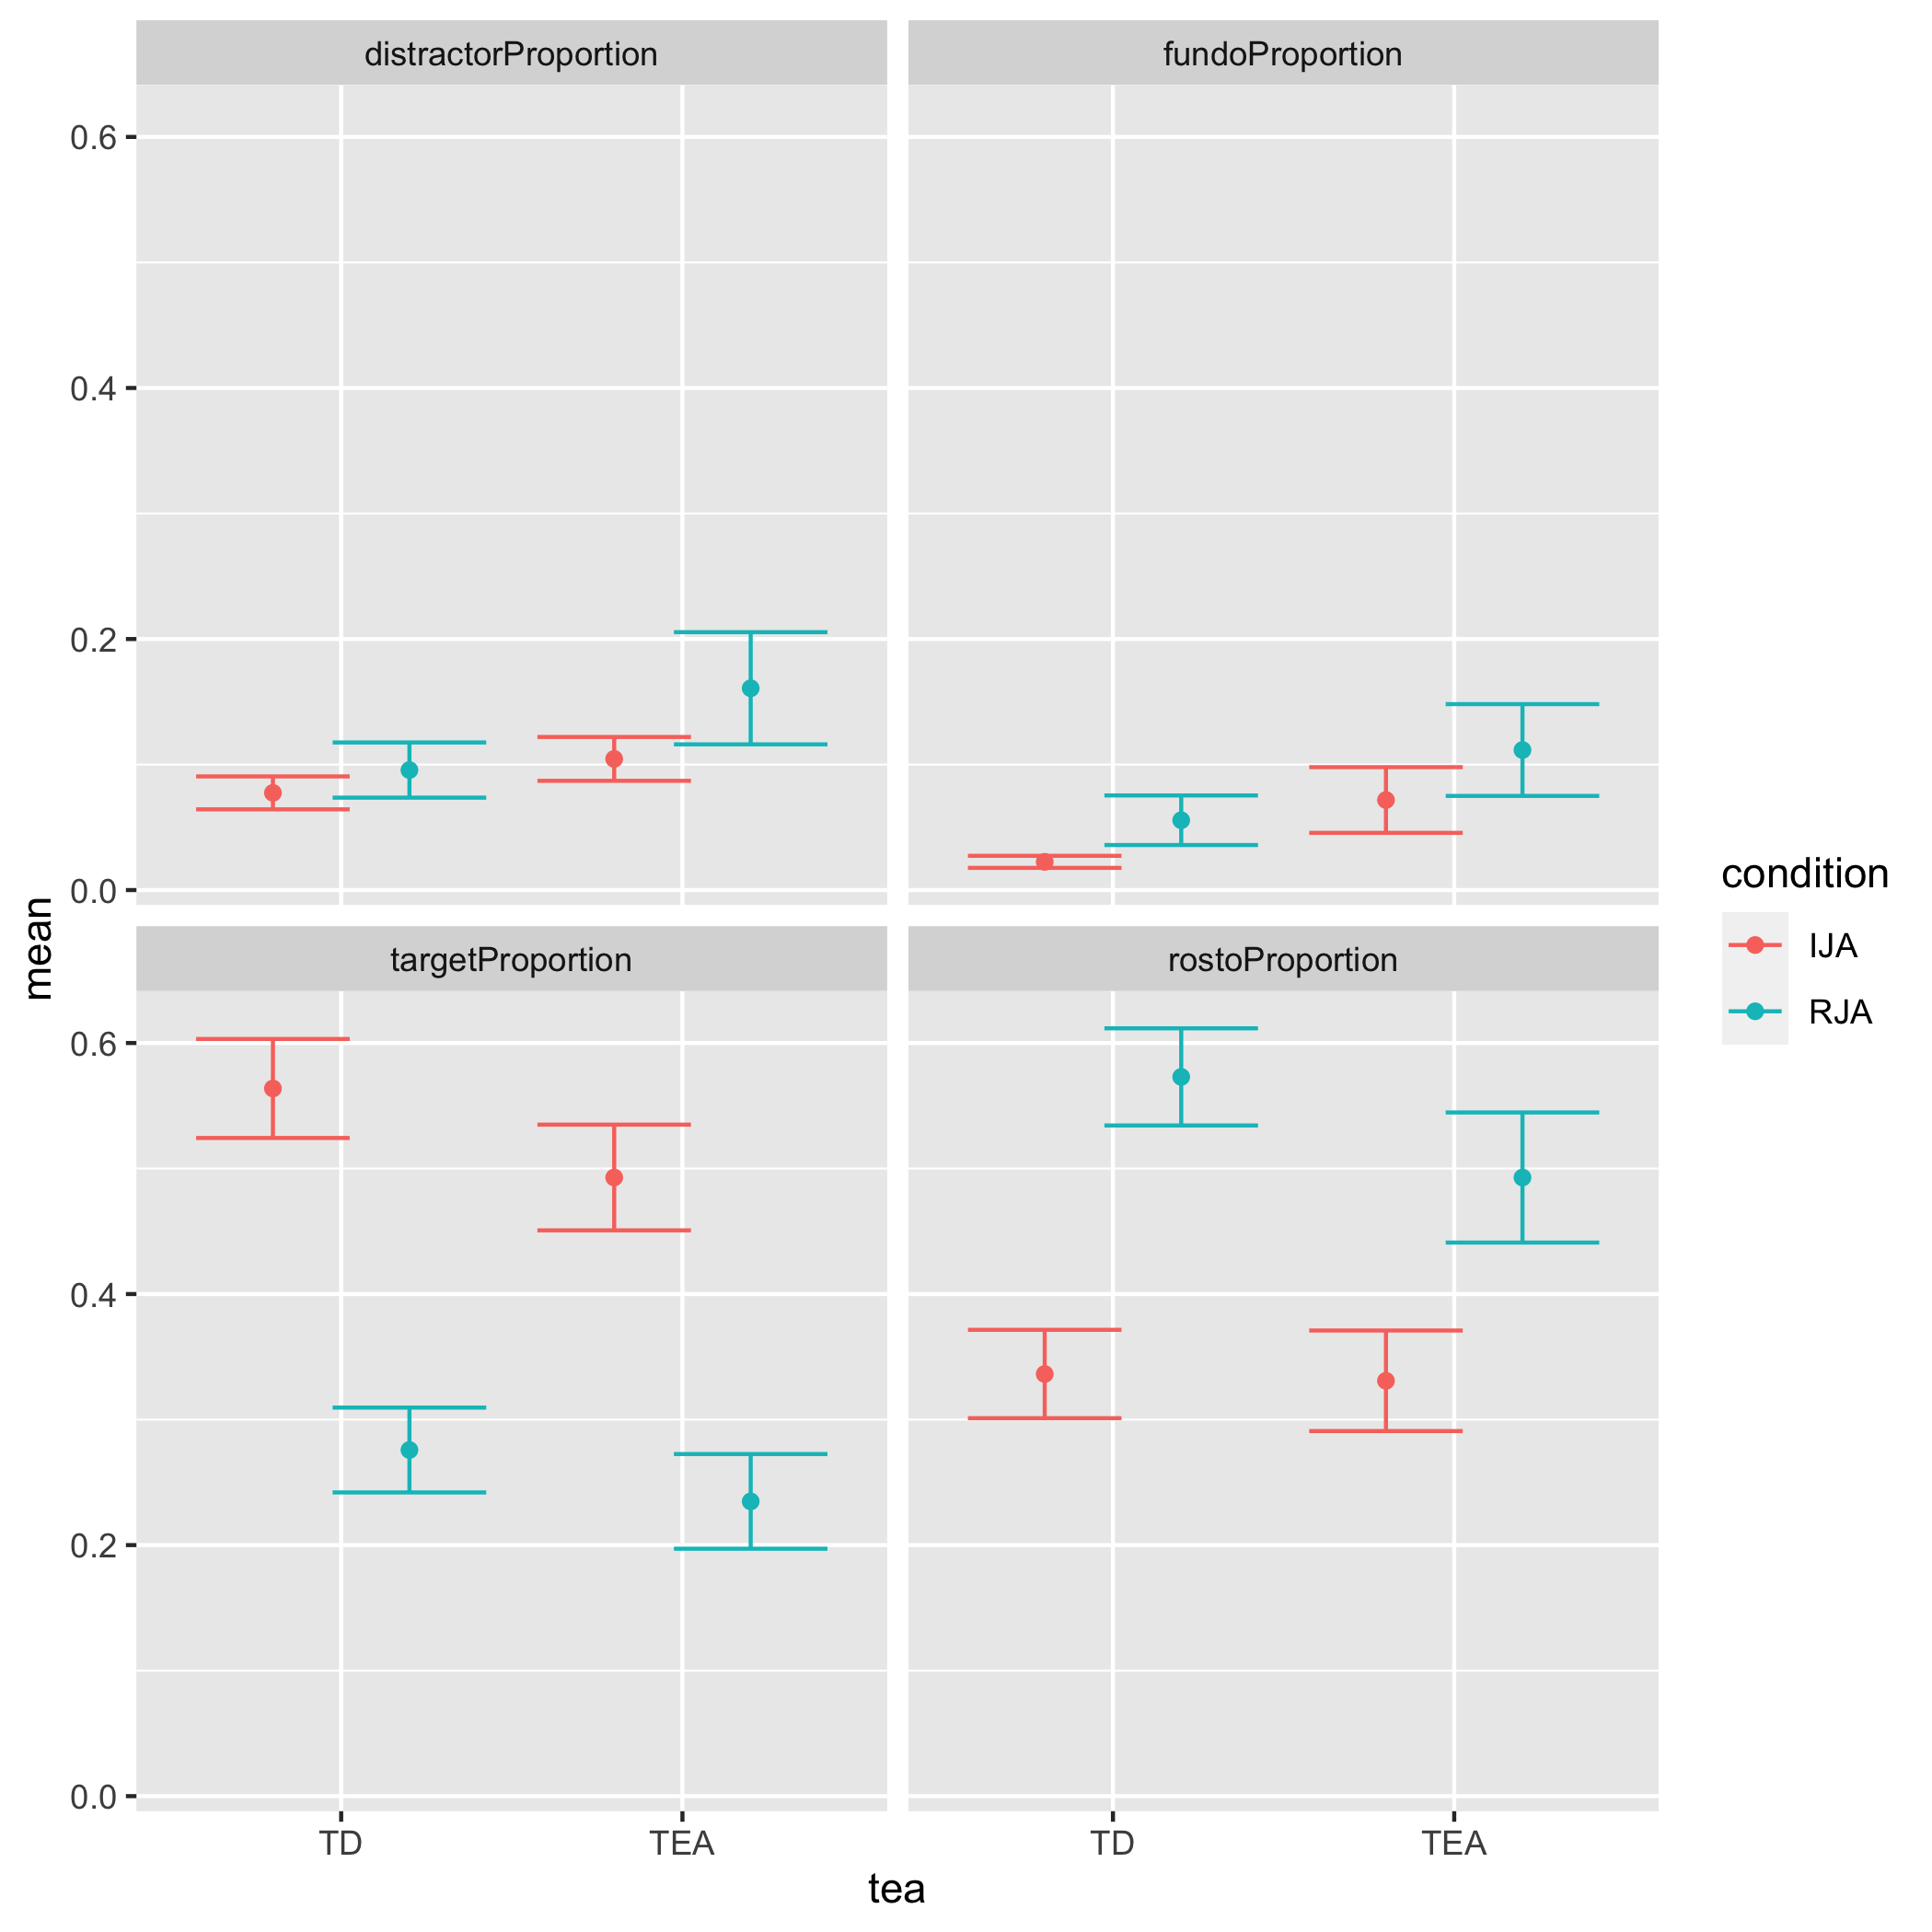 distractorProportion
fundoProportion
0.6
0.4
0.2
0.0
targetProportion
rostoProportion
0.6
0.4
0.2
0.0
TD
TEA
TD
TEA
tea
mean
condition
IJA
RJA